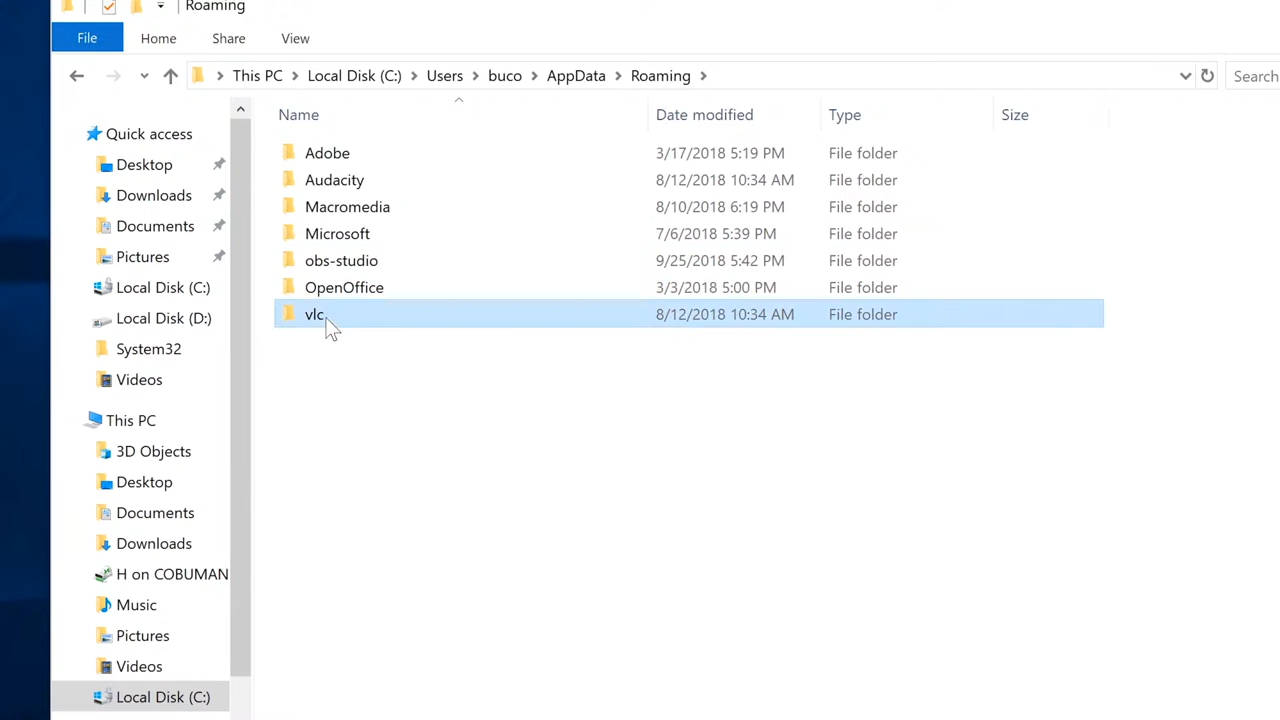 Roaming
File Home Share View
This PC Local Disk (C:) Users buco AppData Roaming Search
Name Date modified Type Size
Quick access
Desktop
Downloads
Documents
Pictures
Local Disk (C:)
Local Disk (D:)
System32
Videos
This PC
3D Objects
Desktop
Documents
Downloads
H on COBUMAN
Music
Pictures
Videos
Local Disk (C:)
Adobe 3/17/2018 5:19 PM File folder
Audacity 8/12/2018 10:34 AM File folder
Macromedia 8/10/2018 6:19 PM File folder
Microsoft 7/6/2018 5:39 PM File folder
obs-studio 9/25/2018 5:42 PM File folder
OpenOffice 3/3/2018 5:00 PM File folder
vlc 8/12/2018 10:34 AM File folder